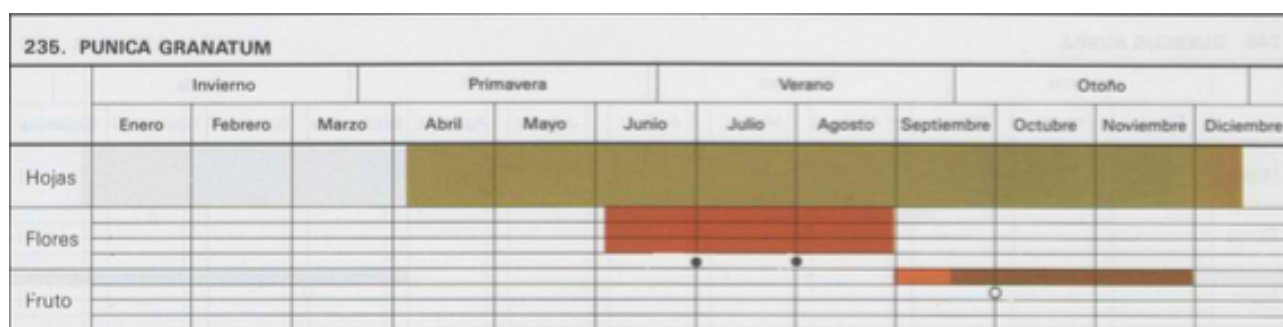 235. PUNICA GRANATUM
Invierno Primavera Verano Otoño
Enero Febrero Marzo Abril Mayo Junio Julio Agosto Septiembre Octubre Noviembre Diciembre
Hojas
Flores
Fruto